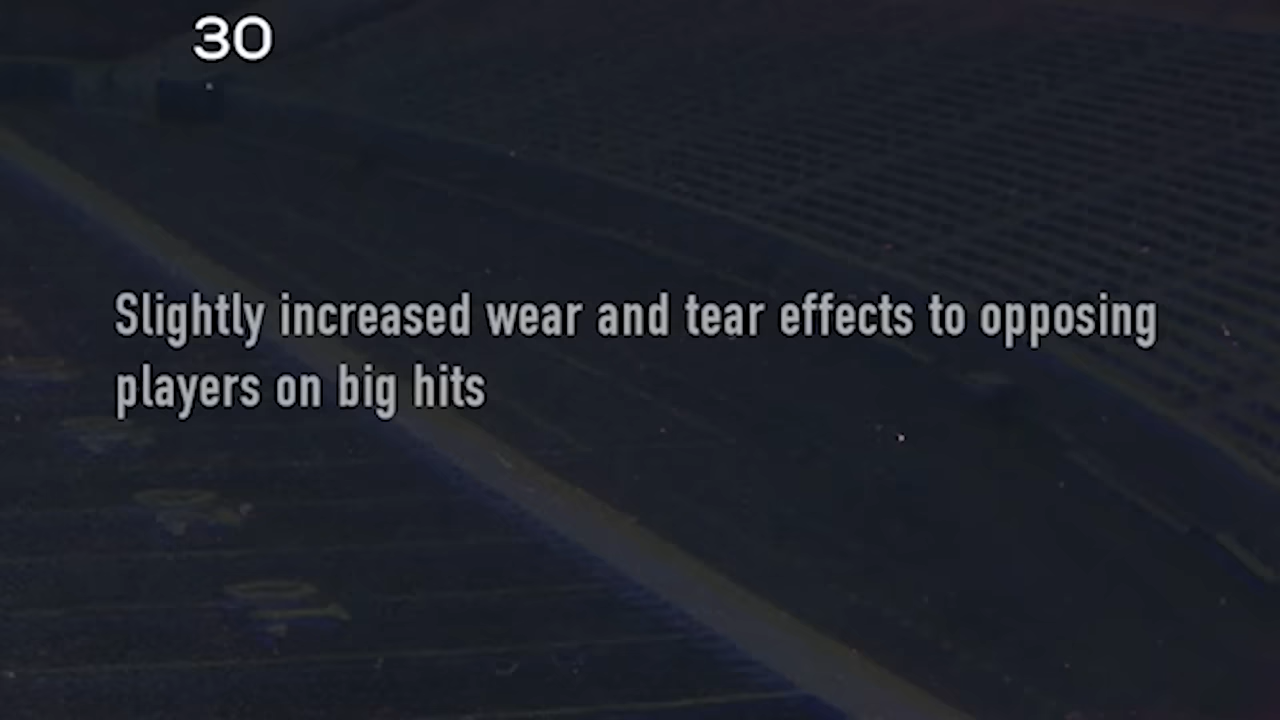 30
Slightly increased wear and tear effects to opposing
players on big hits